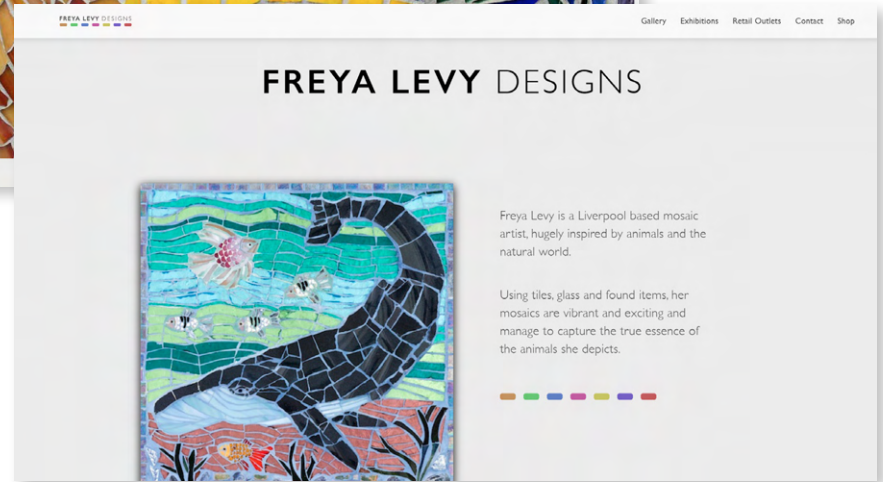 FREYA LEVY DESIGNS
Gallery Exhibitions Retail Outlets Contact Shop
FREYA LEVY DESIGNS
Freya Levy is a Liverpool based mosaic
artist, hugely inspired by animals and the
natural world.
Using tiles, glass and found items, her
mosaics are vibrant and exciting and
manage to capture the true essence of
the animals she depicts.